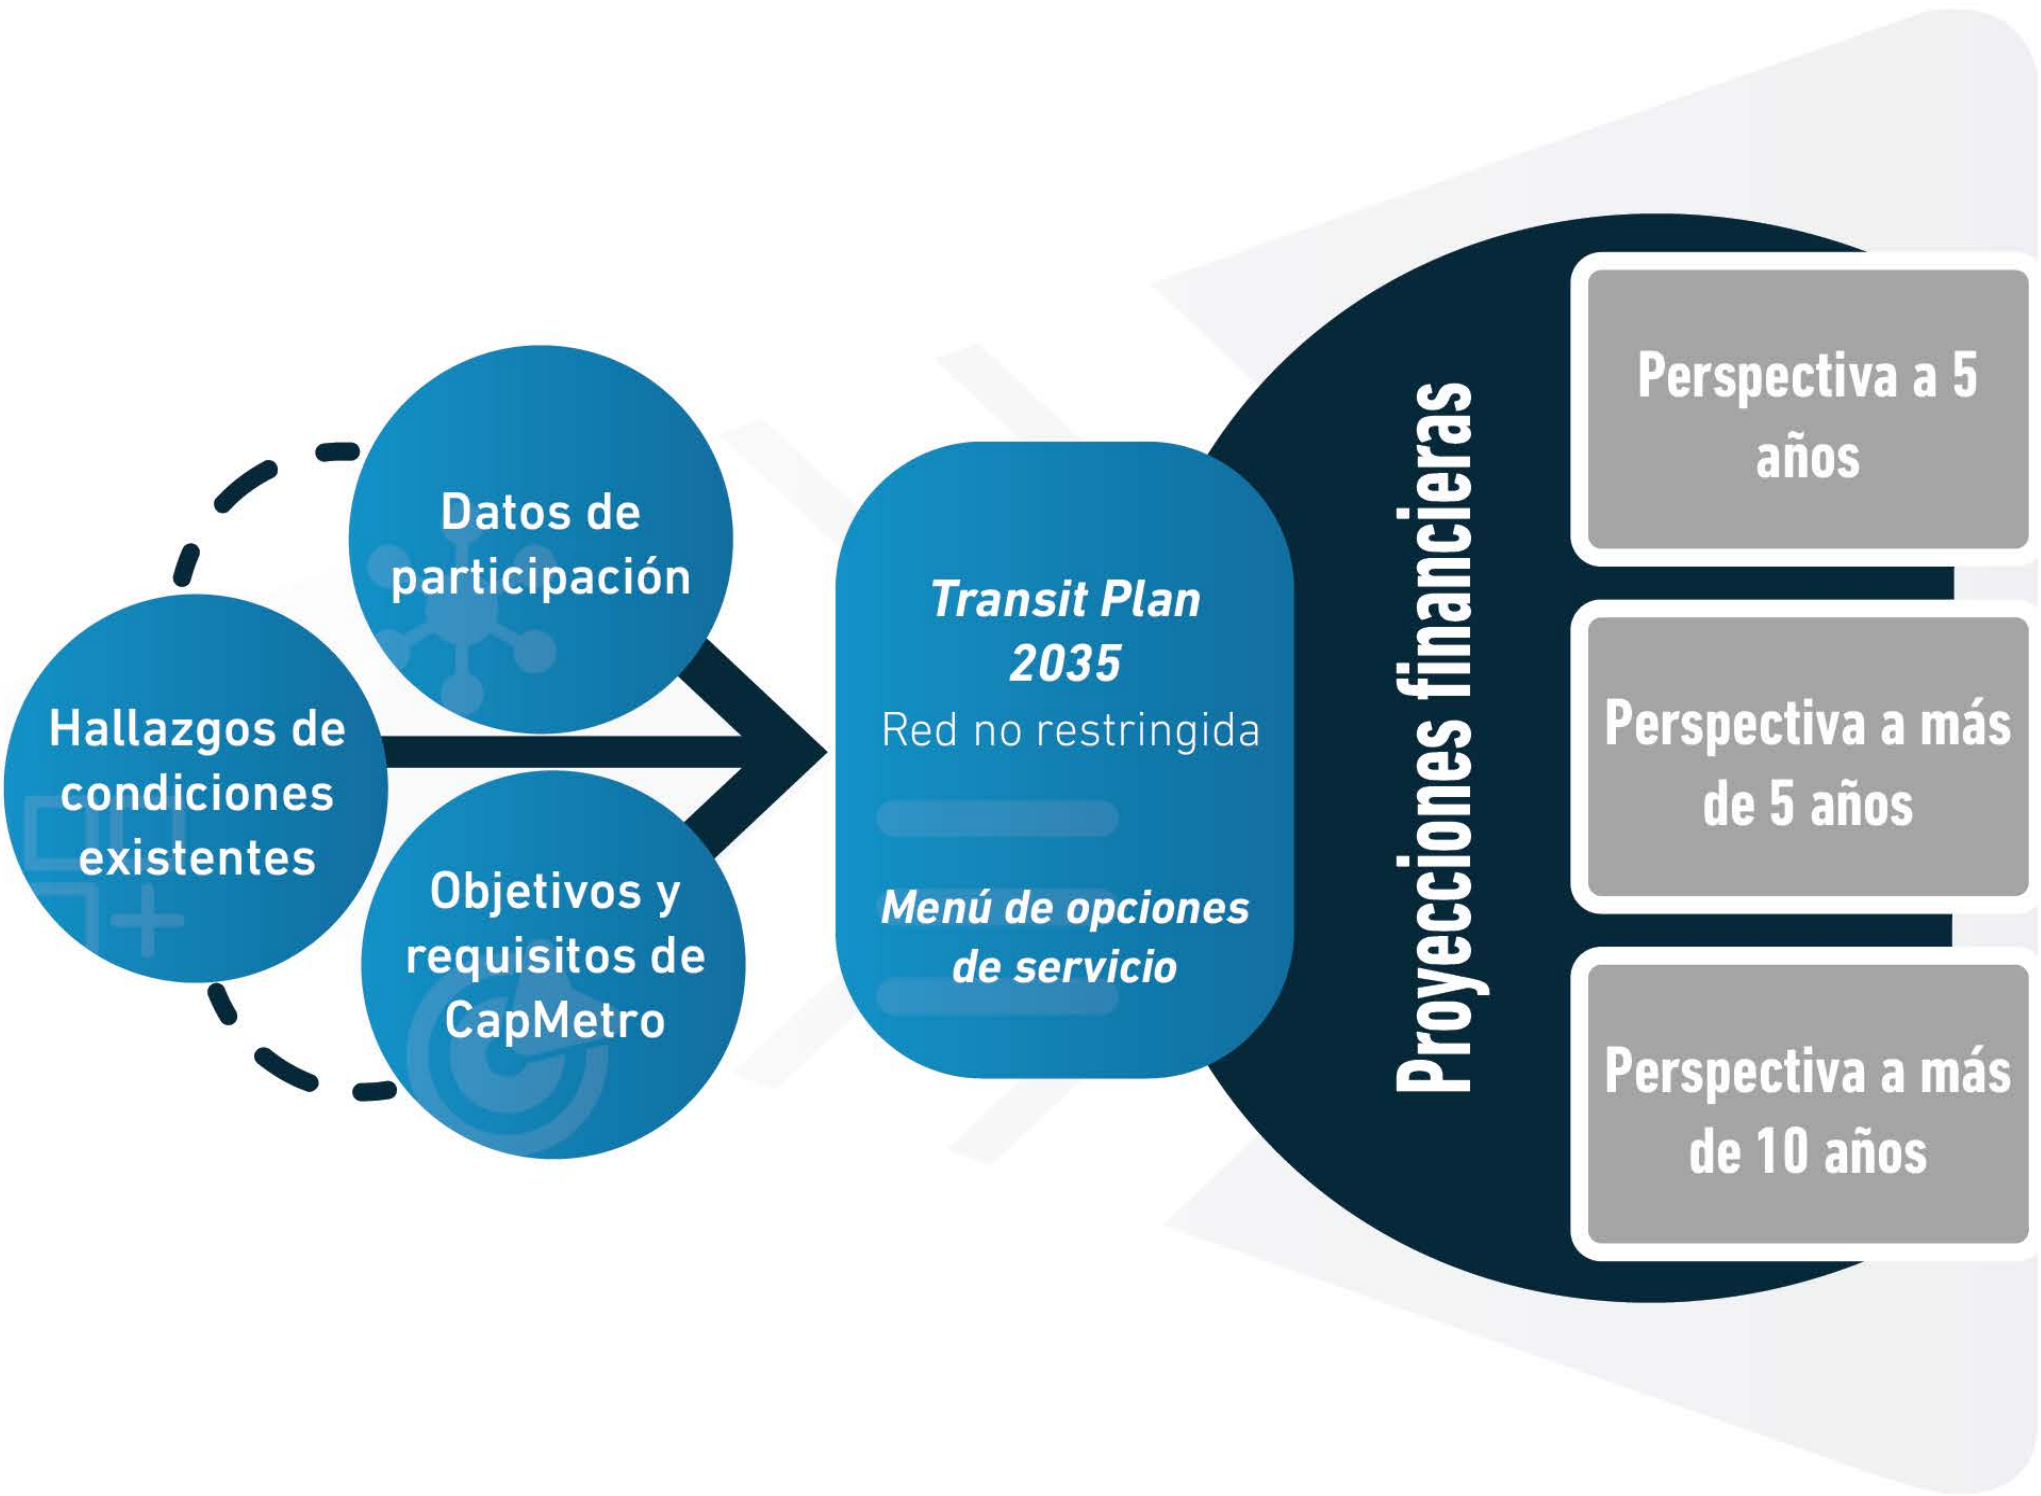 Datos de
participación
Hallazgos de
condiciones
existentes
Objetivos y
requisitos de
CapMetro
Transit Plan
2035
Red no restringida
Menú de opciones
de servicio
Proyecciones financieras
Perspectiva a 5
años
Perspectiva a más
de 5 años
Perspectiva a más
de 10 años